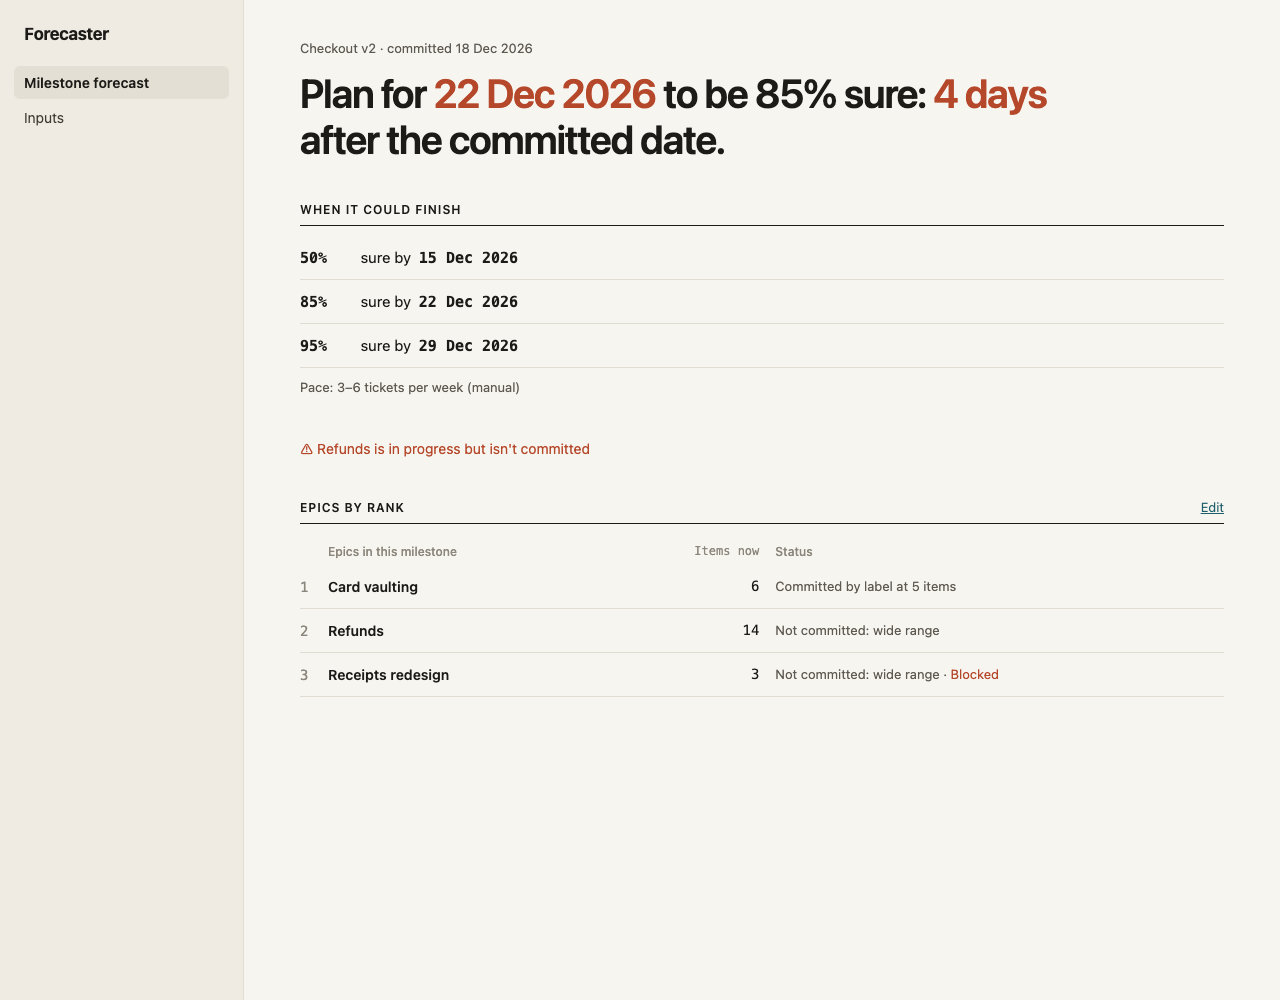 Forecaster
Milestone forecast
Inputs
Checkout v2 · committed 18 Dec 2026
Plan for 22 Dec 2026 to be 85% sure: 4 days
after the committed date.
WHEN IT COULD FINISH
50% sure by 15 Dec 2026
85% sure by 22 Dec 2026
95% sure by 29 Dec 2026
Pace: 3–6 tickets per week (manual)
⚠ Refunds is in progress but isn't committed
EPICS BY RANK Edit
Epics in this milestone Items now Status
1 Card vaulting 6 Committed by label at 5 items
2 Refunds 14 Not committed: wide range
3 Receipts redesign 3 Not committed: wide range · Blocked